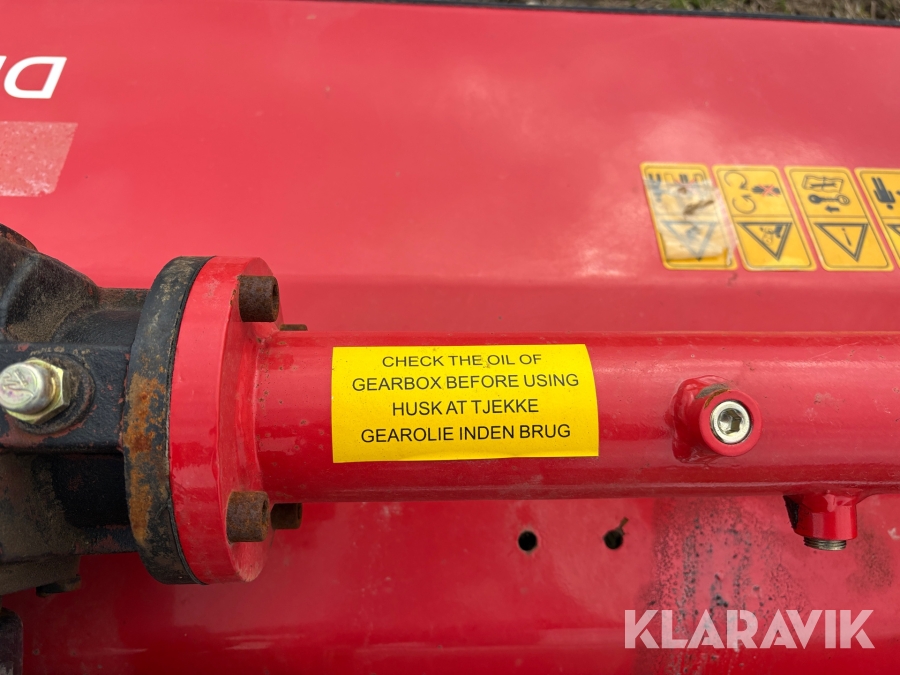 CHECK THE OIL OF
GEARBOX BEFORE USING
HUSK AT TJEKKE
GEAROLIE INDEN BRUG
KLARAVIK